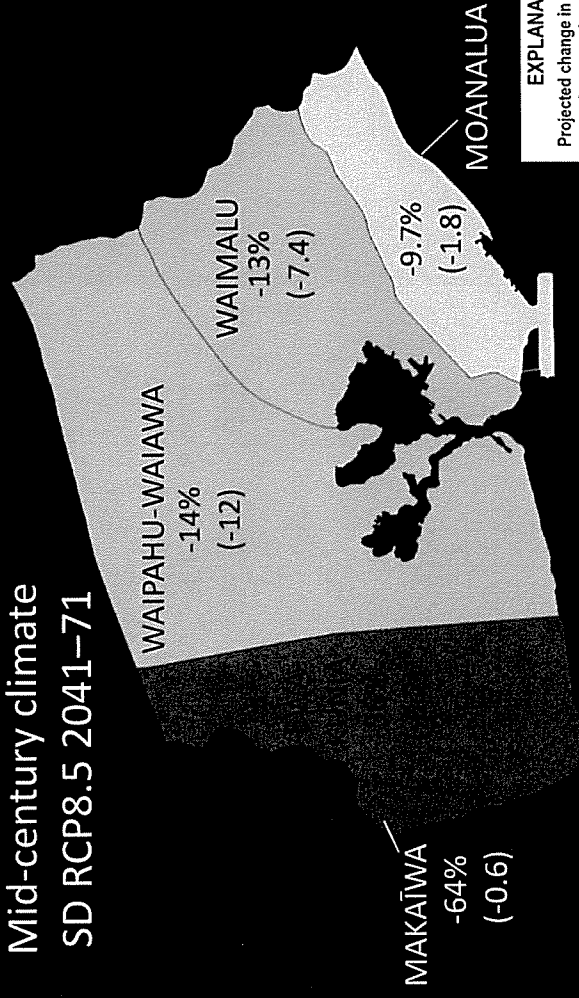 Mid-century climate
SD RCP8.5 2041–71
WAIPAHU-WAIAWA
-14%
(-12)
WAIMALU
-13%
(-7.4)
-9.7%
(-1.8)
MOANALUA
MAKAĪWA
-64%
(-0.6)
EXPLANA
Projected change in